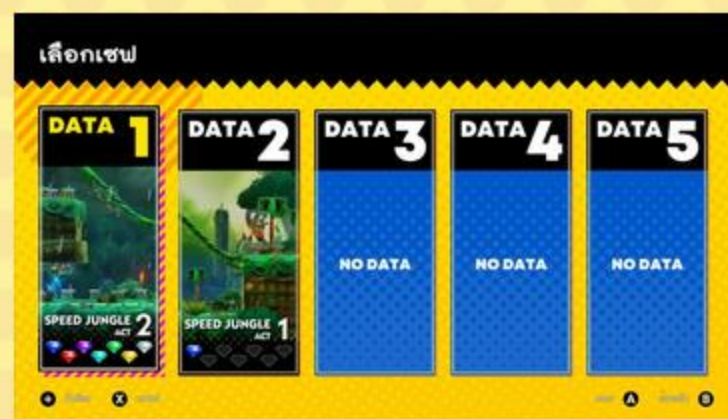 เลือกเซฟ
DATA 1
SPEED JUNGLE ACT 2
DATA 2
SPEED JUNGLE ACT 1
DATA 3
NO DATA
DATA 4
NO DATA
DATA 5
NO DATA
+ X
A B